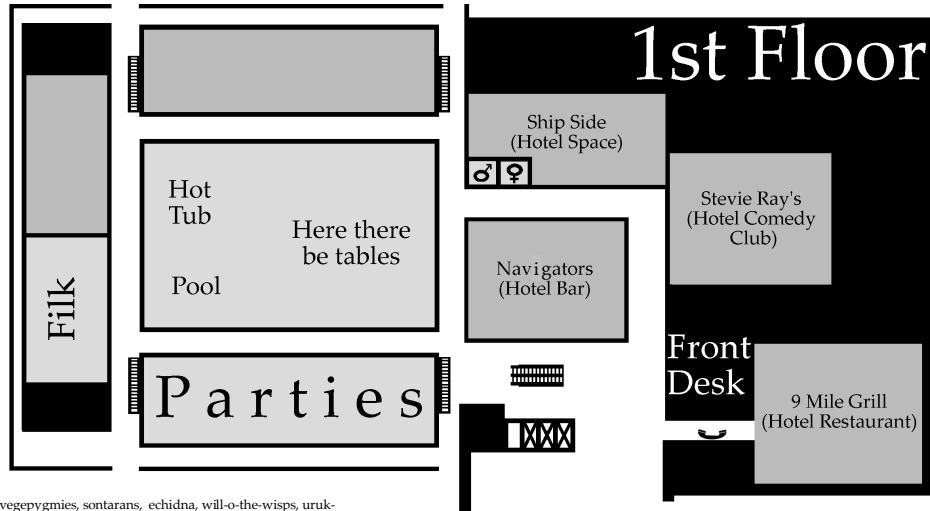 1st Floor
Ship Side
(Hotel Space)
Stevie Ray's
(Hotel Comedy
Club)
Hot
Tub
Here there
be tables
Pool
Navigators
(Hotel Bar)
Filk
Front
Desk
Parties
9 Mile Grill
(Hotel Restaurant)
vegepygmies, sontarans, echidna, will-o-the-wisps, uruk-